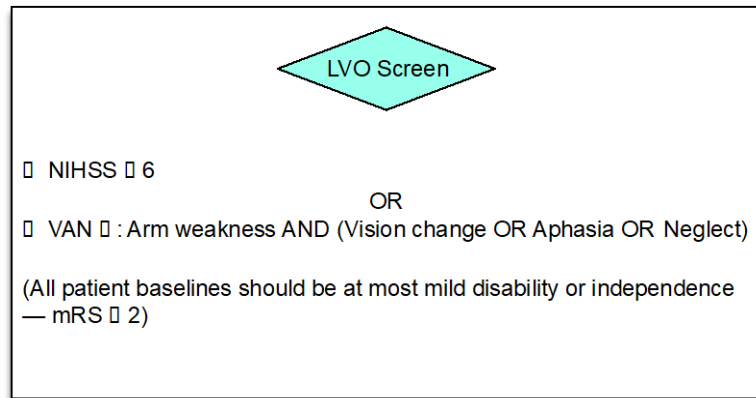 LVO Screen
▯ NIHSS ▯ 6
OR
▯ VAN ▯ : Arm weakness AND (Vision change OR Aphasia OR Neglect)
(All patient baselines should be at most mild disability or independence
— mRS ▯ 2)